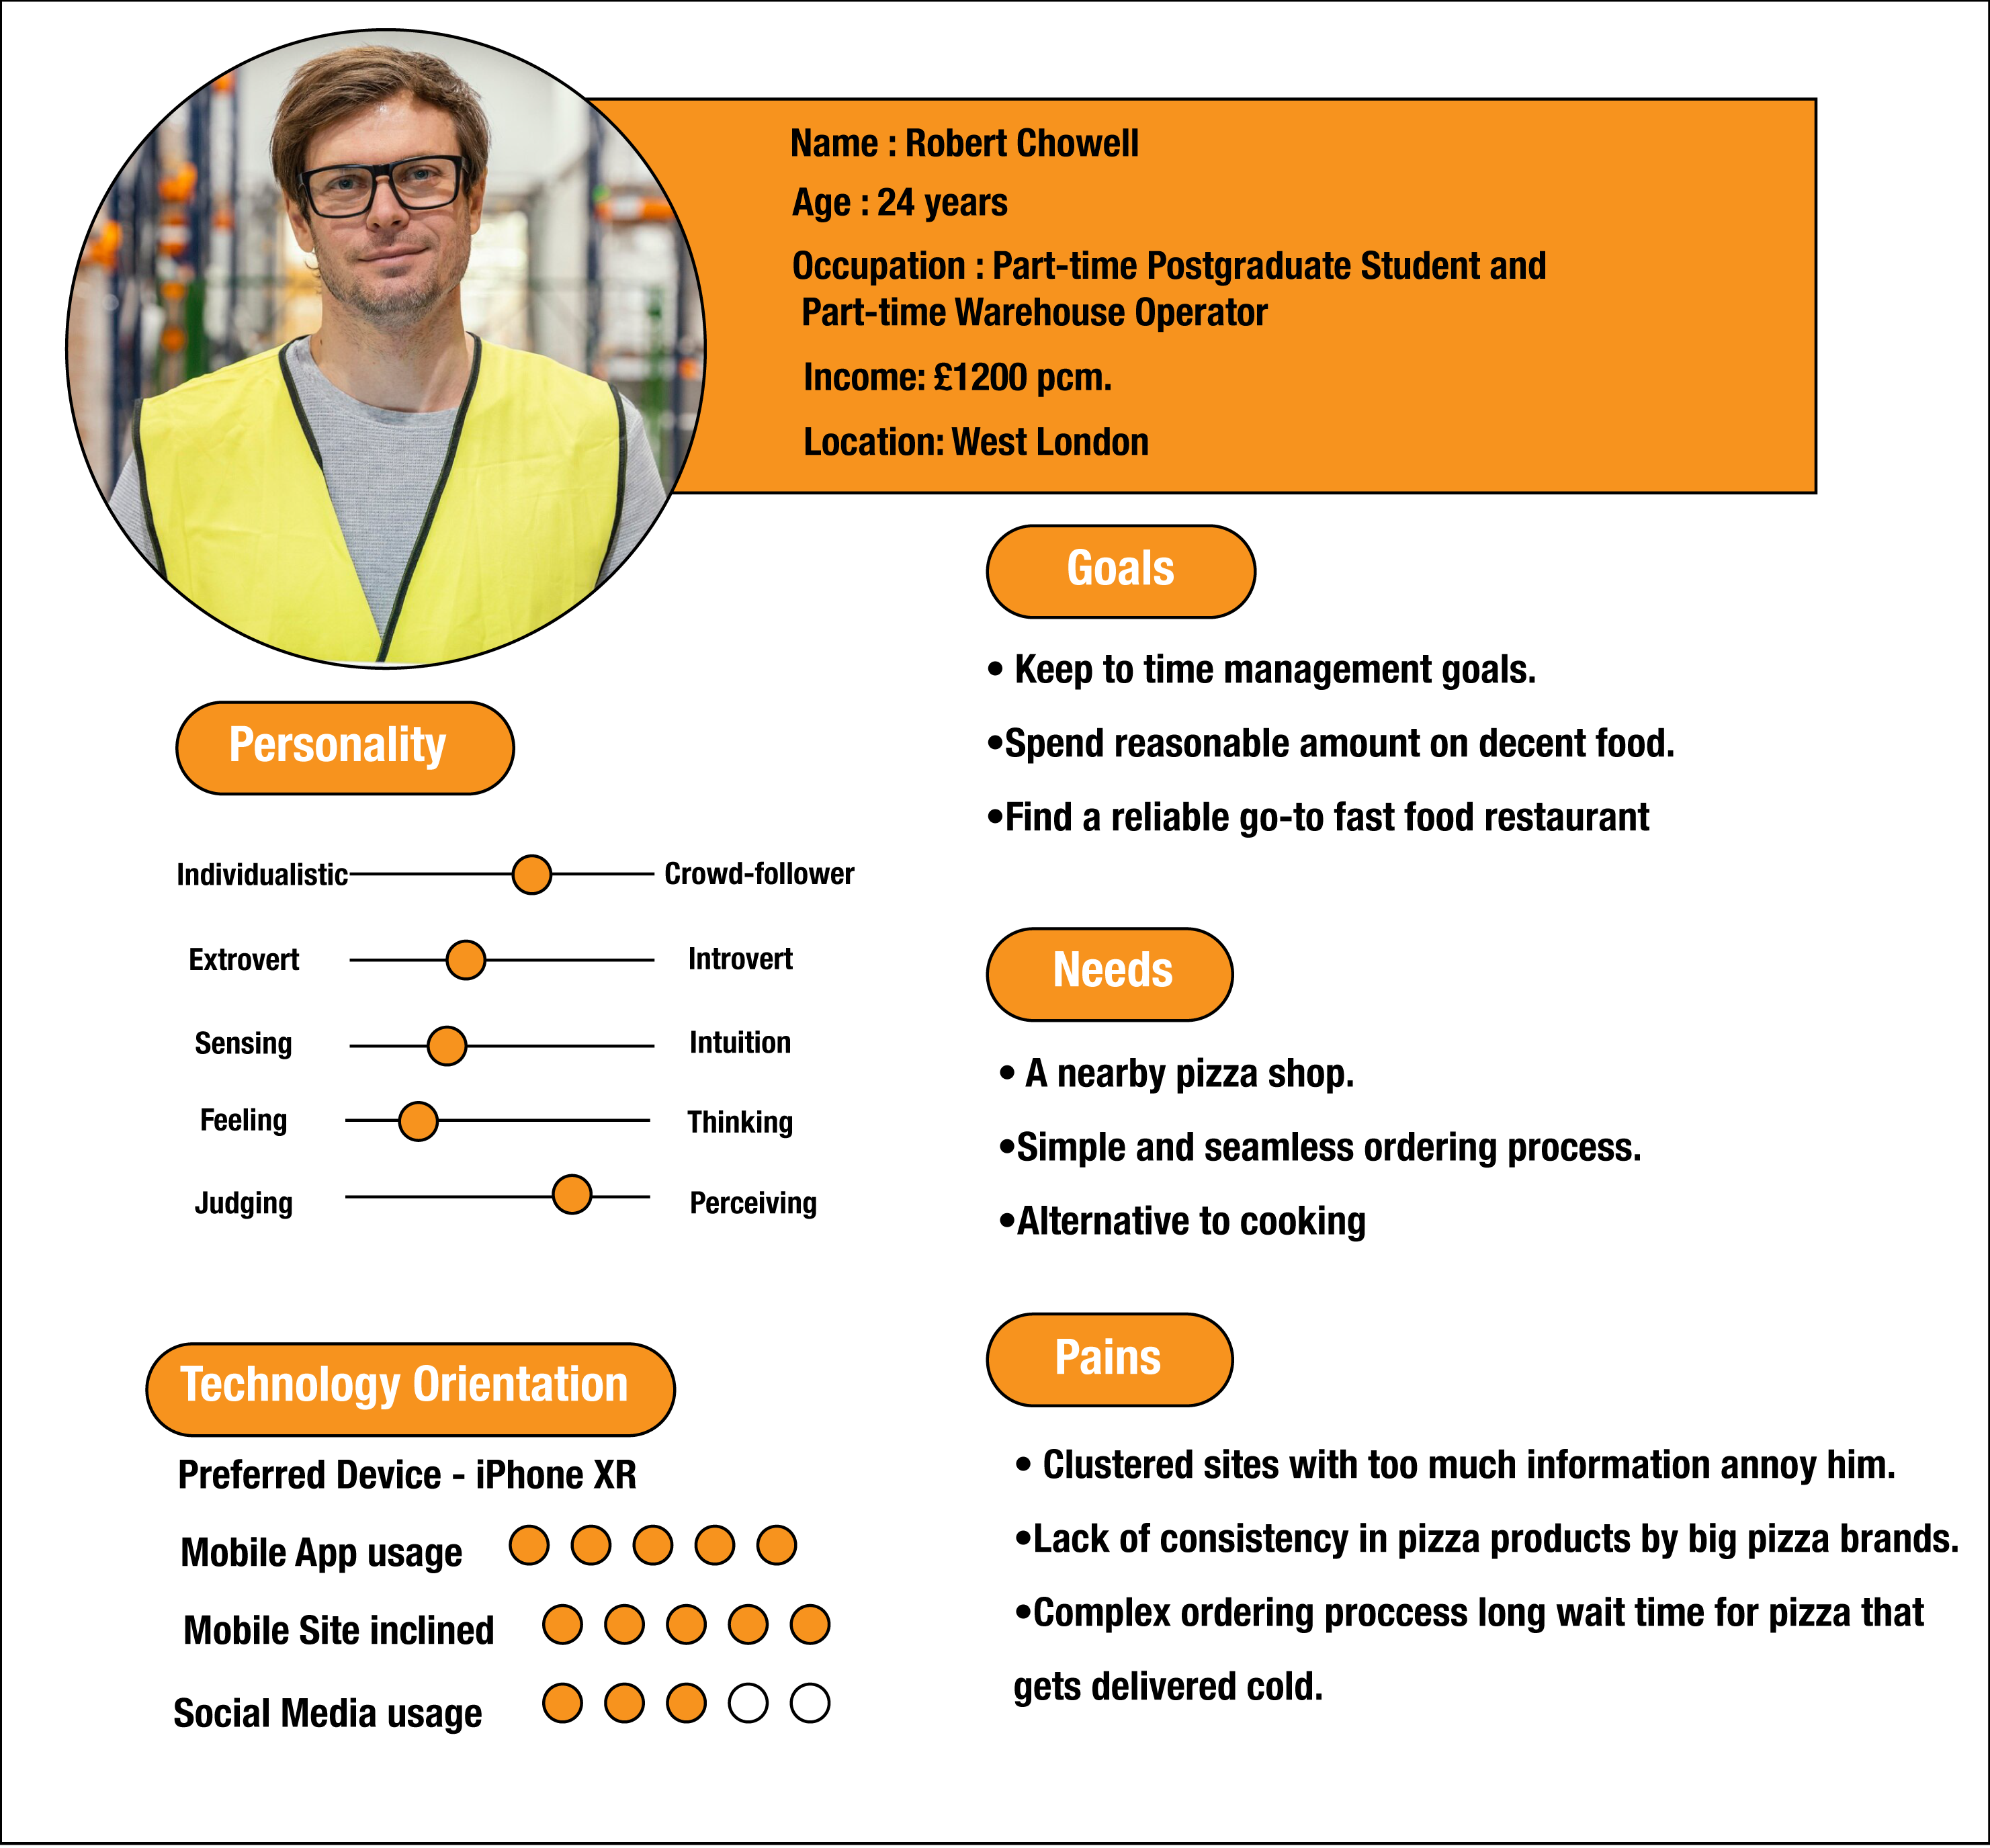 Name : Robert Chowell
Age : 24 years
Occupation : Part-time Postgraduate Student and
Part-time Warehouse Operator
Income: £1200 pcm.
Location: West London
Personality
Individualistic Crowd-follower
Extrovert Introvert
Sensing Intuition
Feeling Thinking
Judging Perceiving
Technology Orientation
Preferred Device - iPhone XR
Mobile App usage
Mobile Site inclined
Social Media usage
Goals
• Keep to time management goals.
•Spend reasonable amount on decent food.
•Find a reliable go-to fast food restaurant
Needs
• A nearby pizza shop.
•Simple and seamless ordering process.
•Alternative to cooking
Pains
• Clustered sites with too much information annoy him.
•Lack of consistency in pizza products by big pizza brands.
•Complex ordering proccess long wait time for pizza that
gets delivered cold.